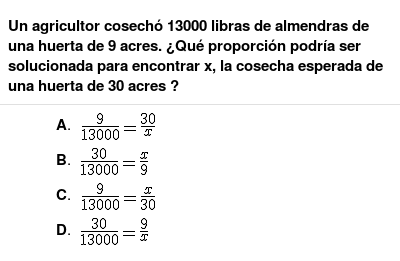 Un agricultor cosechó 13000 libras de almendras de
una huerta de 9 acres. ¿Qué proporción podría ser
solucionada para encontrar x, la cosecha esperada de
una huerta de 30 acres ?
A. 9/13000 = 30/x
B. 30/13000 = x/9
C. 9/13000 = x/30
D. 30/13000 = 9/x